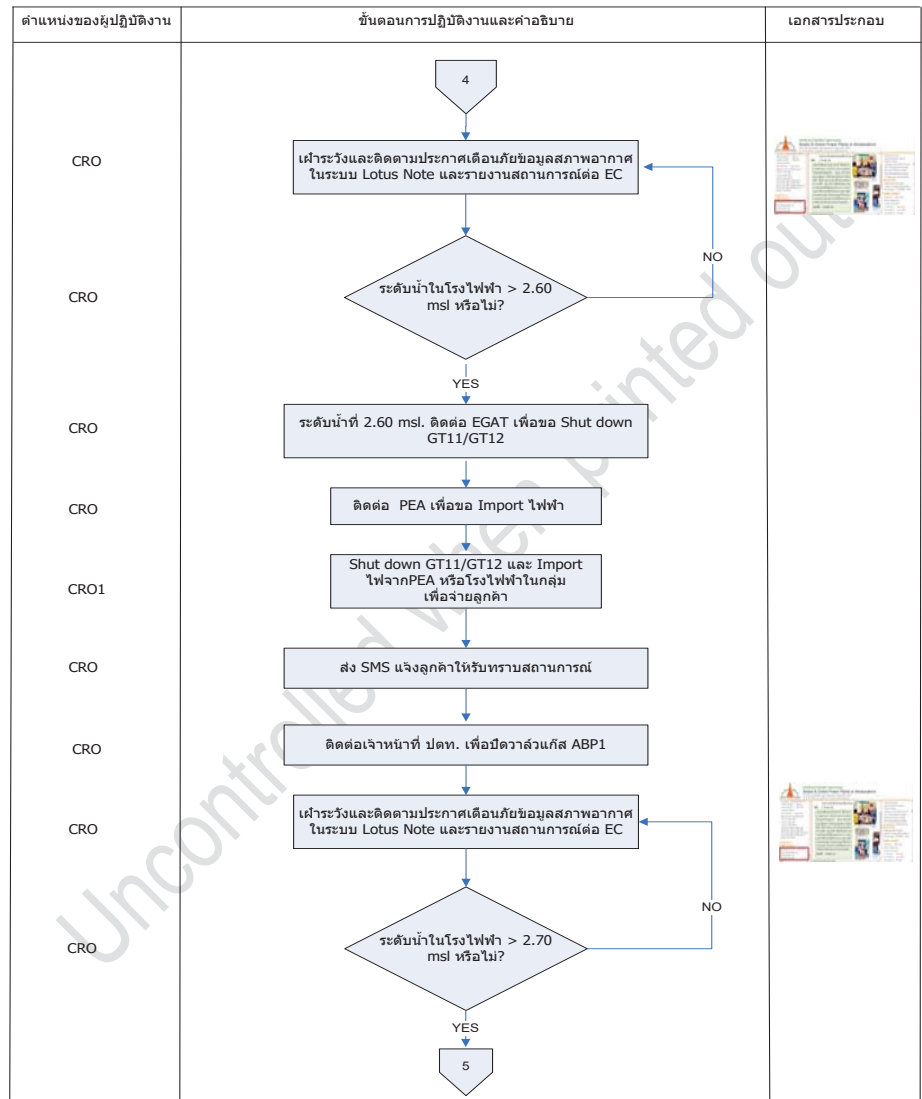 ตำแหน่งของผู้ปฏิบัติงาน
ขั้นตอนการปฏิบัติงานและคำอธิบาย
เอกสารประกอบ
4
CRO
เฝ้าระวังและติดตามประกาศเตือนภัยข้อมูลสภาพอากาศ
ในระบบ Lotus Note และรายงานสถานการณ์ต่อ EC
NO
CRO
ระดับน้ำในโรงไฟฟ้า > 2.60
msl หรือไม่?
YES
CRO
ระดับน้ำที่ 2.60 msl. ติดต่อ EGAT เพื่อขอ Shut down
GT11/GT12
CRO
ติดต่อ PEA เพื่อขอ Import ไฟฟ้า
CRO1
Shut down GT11/GT12 และ Import
ไฟจากPEA หรือโรงไฟฟ้าในกลุ่ม
เพื่อจ่ายลูกค้า
CRO
ส่ง SMS แจ้งลูกค้าให้รับทราบสถานการณ์
CRO
ติดต่อเจ้าหน้าที่ ปตท. เพื่อปิดวาล์วแก๊ส ABP1
CRO
เฝ้าระวังและติดตามประกาศเตือนภัยข้อมูลสภาพอากาศ
ในระบบ Lotus Note และรายงานสถานการณ์ต่อ EC
NO
CRO
ระดับน้ำในโรงไฟฟ้า > 2.70
msl หรือไม่?
YES
5
Uncontrolled when printed out